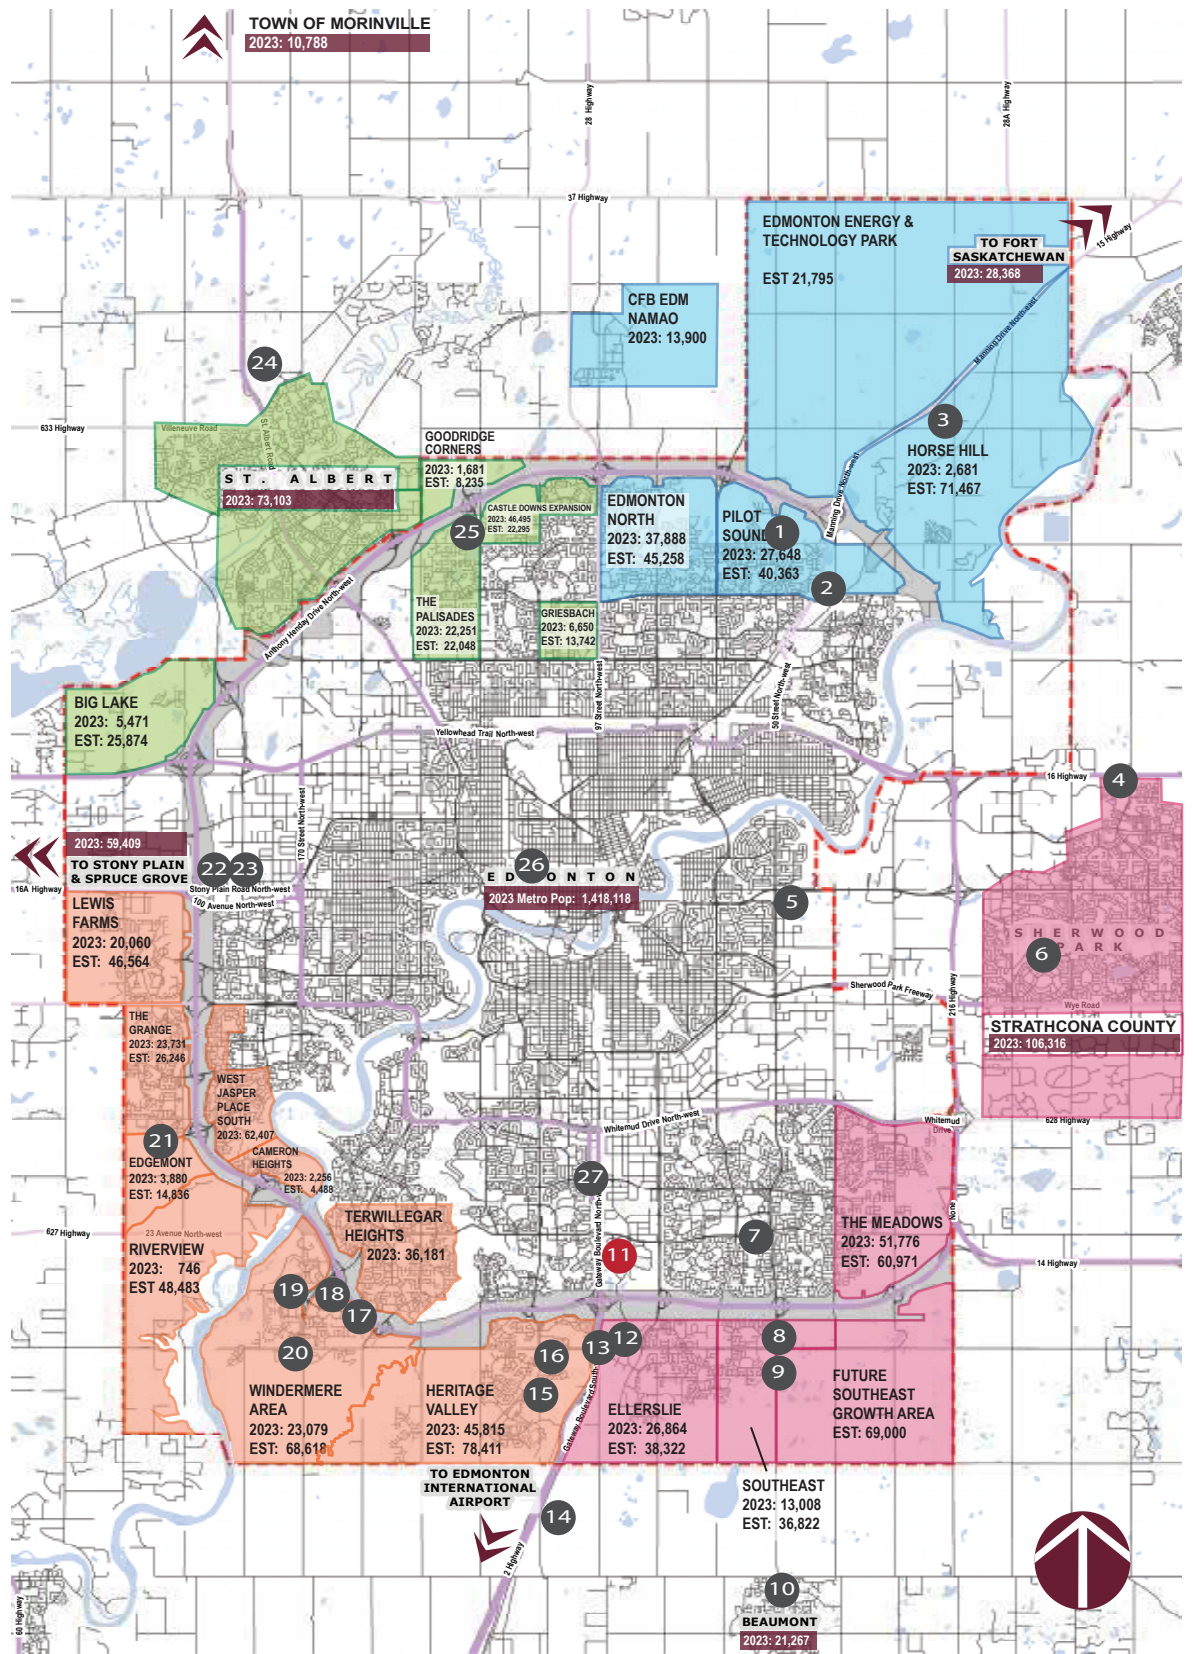 TOWN OF MORINVILLE
2023: 10,788
28 Highway
28A Highway
37 Highway
15 Highway
EDMONTON ENERGY &
TECHNOLOGY PARK
EST 21,795
TO FORT
SASKATCHEWAN
2023: 28,368
CFB EDM
NAMAO
2023: 13,900
Manning Drive North-east
24
3
HORSE HILL
2023: 2,681
EST: 71,467
633 Highway
Villeneuve Road
St. Albert Road
GOODRIDGE
CORNERS
2023: 1,681
EST: 8,235
ST. ALBERT
2023: 73,103
CASTLE DOWNS EXPANSION
2023: 46,495
EST: 22,295
25
EDMONTON
NORTH
2023: 37,888
EST: 45,258
PILOT
SOUND
1
2023: 27,648
EST: 40,363
Manning Drive North-west
2
THE
PALISADES
2023: 22,251
EST: 22,048
GRIESBACH
2023: 6,650
EST: 13,742
Anthony Henday Drive North-west
97 Street North-west
50 Street North-west
BIG LAKE
2023: 5,471
EST: 25,874
Yellowhead Trail North-west
16 Highway
4
170 Street North-west
2023: 59,409
TO STONY PLAIN
& SPRUCE GROVE
22
23
16A Highway
Stony Plain Road North-west
100 Avenue North-west
26
EDMONTON
2023 Metro Pop: 1,418,118
5
LEWIS
FARMS
2023: 20,060
EST: 46,564
SHERWOOD
PARK
6
Sherwood Park Freeway
216 Highway
Wye Road
STRATHCONA COUNTY
2023: 106,316
THE
GRANGE
2023: 23,731
EST: 26,246
WEST
JASPER
PLACE
SOUTH
2023: 62,407
Whitemud Drive North-west
Whitemud
Drive
628 Highway
21
EDGEMONT
2023: 3,880
EST: 14,836
CAMERON
HEIGHTS
2023: 2,256
EST: 4,488
27
Gateway Boulevard North-w
627 Highway
23 Avenue North-west
RIVERVIEW
2023: 746
EST 48,483
TERWILLEGAR
HEIGHTS
2023: 36,181
11
7
THE MEADOWS
2023: 51,776
EST: 60,971
None
14 Highway
19
18
17
20
16
15
13
12
8
9
WINDERMERE
AREA
2023: 23,079
EST: 68,618
HERITAGE
VALLEY
2023: 45,815
EST: 78,411
Gateway Boulevard South-
ELLERSLIE
2023: 26,864
EST: 38,322
FUTURE
SOUTHEAST
GROWTH AREA
EST: 69,000
TO EDMONTON
INTERNATIONAL
AIRPORT
14
2 Highway
SOUTHEAST
2023: 13,008
EST: 36,822
60 Highway
10
BEAUMONT
2023: 21,267